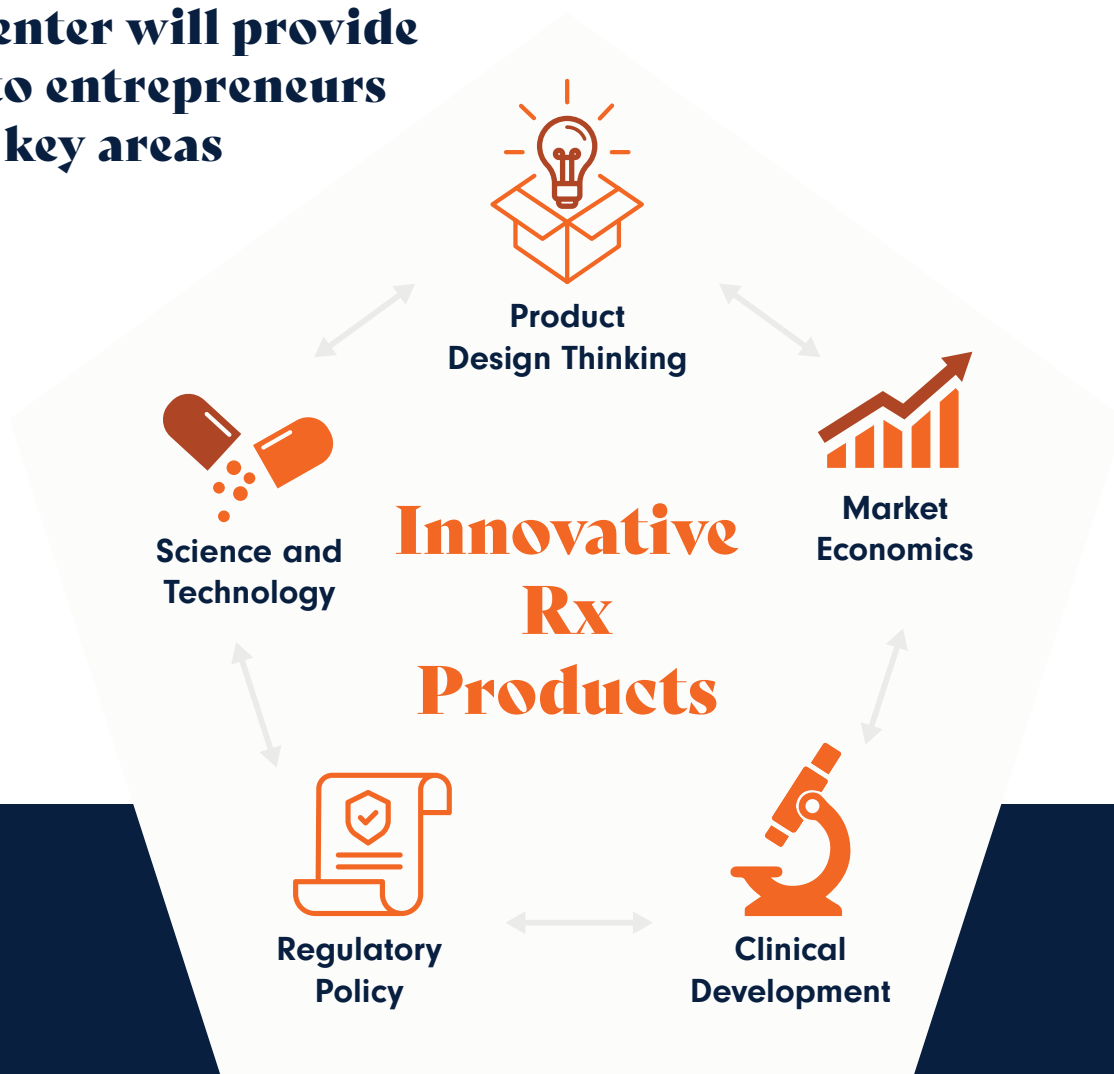 enter will provide
to entrepreneurs
key areas
Product
Design Thinking
Market
Economics
Science and
Technology
Innovative
Rx
Products
Regulatory
Policy
Clinical
Development